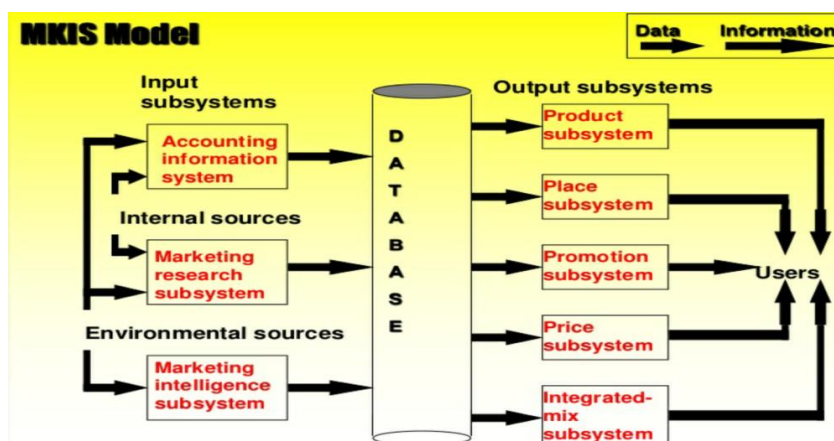 MKIS Model
Data Information
Input
subsystems
Output subsystems
Accounting
information
system
Internal sources
Marketing
research
subsystem
Environmental sources
Marketing
intelligence
subsystem
D
A
T
A
B
A
S
E
Product
subsystem
Place
subsystem
Promotion
subsystem
Price
subsystem
Integrated-
mix
subsystem
Users